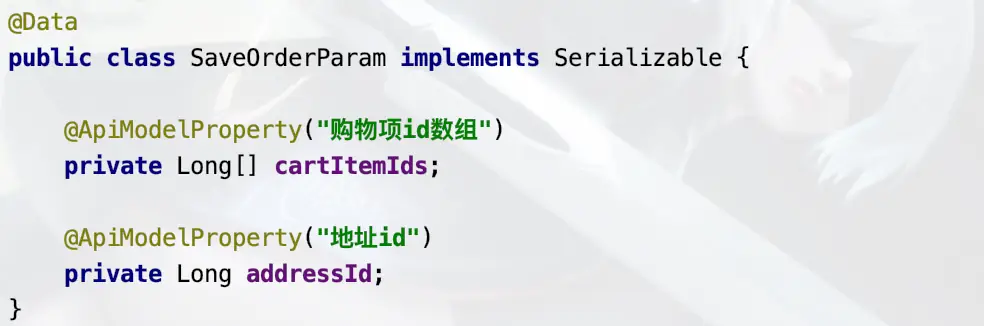 @Data
public class SaveOrderParam implements Serializable {
@ApiModelProperty("购物项id数组")
private Long[] cartItemIds;
@ApiModelProperty("地址id")
private Long addressId;
}